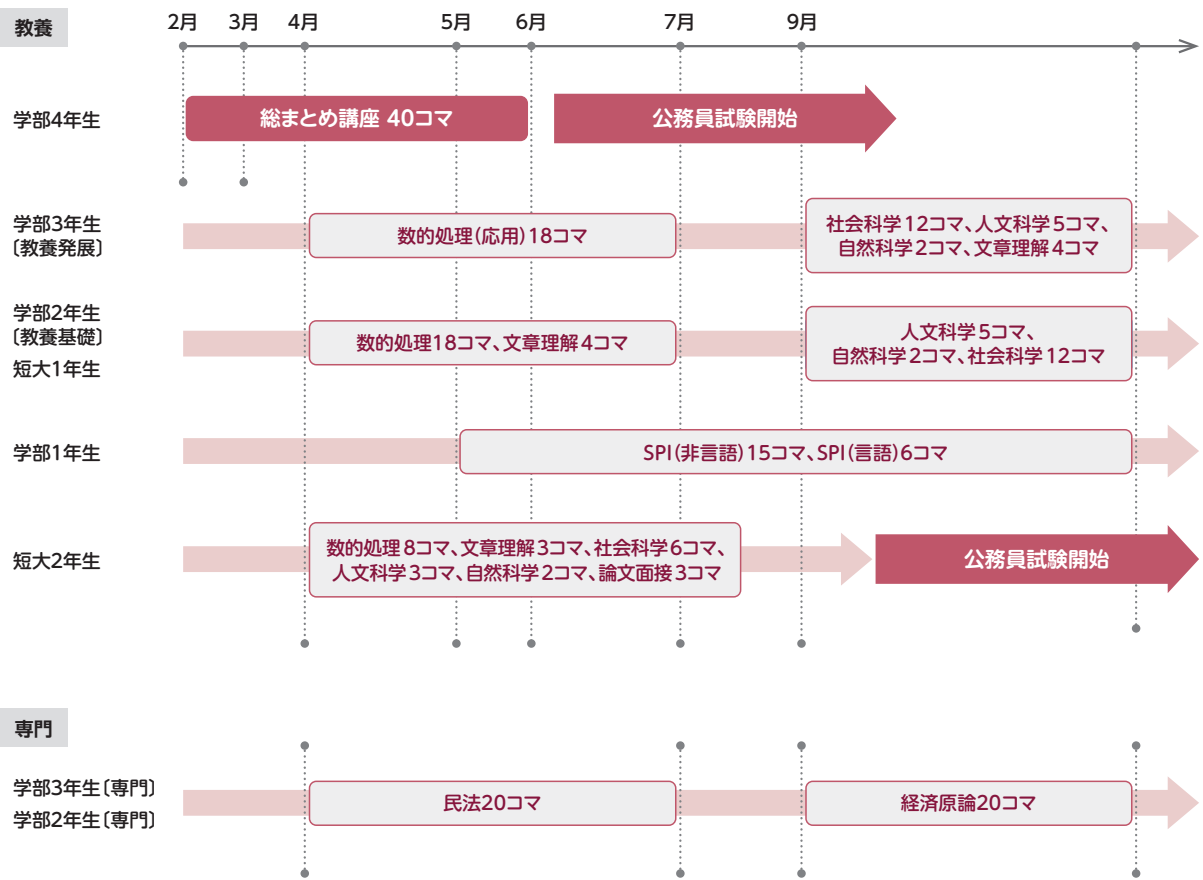 教養
2月 3月 4月 5月 6月 7月 9月
学部4年生
総まとめ講座 40コマ
公務員試験開始
学部3年生
〔教養発展〕
数的処理(応用)18コマ
社会科学12コマ、人文科学5コマ、
自然科学2コマ、文章理解4コマ
学部2年生
〔教養基礎〕
短大1年生
数的処理18コマ、文章理解4コマ
人文科学5コマ、
自然科学2コマ、社会科学12コマ
学部1年生
SPI(非言語)15コマ、SPI(言語)6コマ
短大2年生
数的処理8コマ、文章理解3コマ、社会科学6コマ、
人文科学3コマ、自然科学2コマ、論文面接3コマ
公務員試験開始
専門
学部3年生〔専門〕
学部2年生〔専門〕
民法20コマ
経済原論20コマ